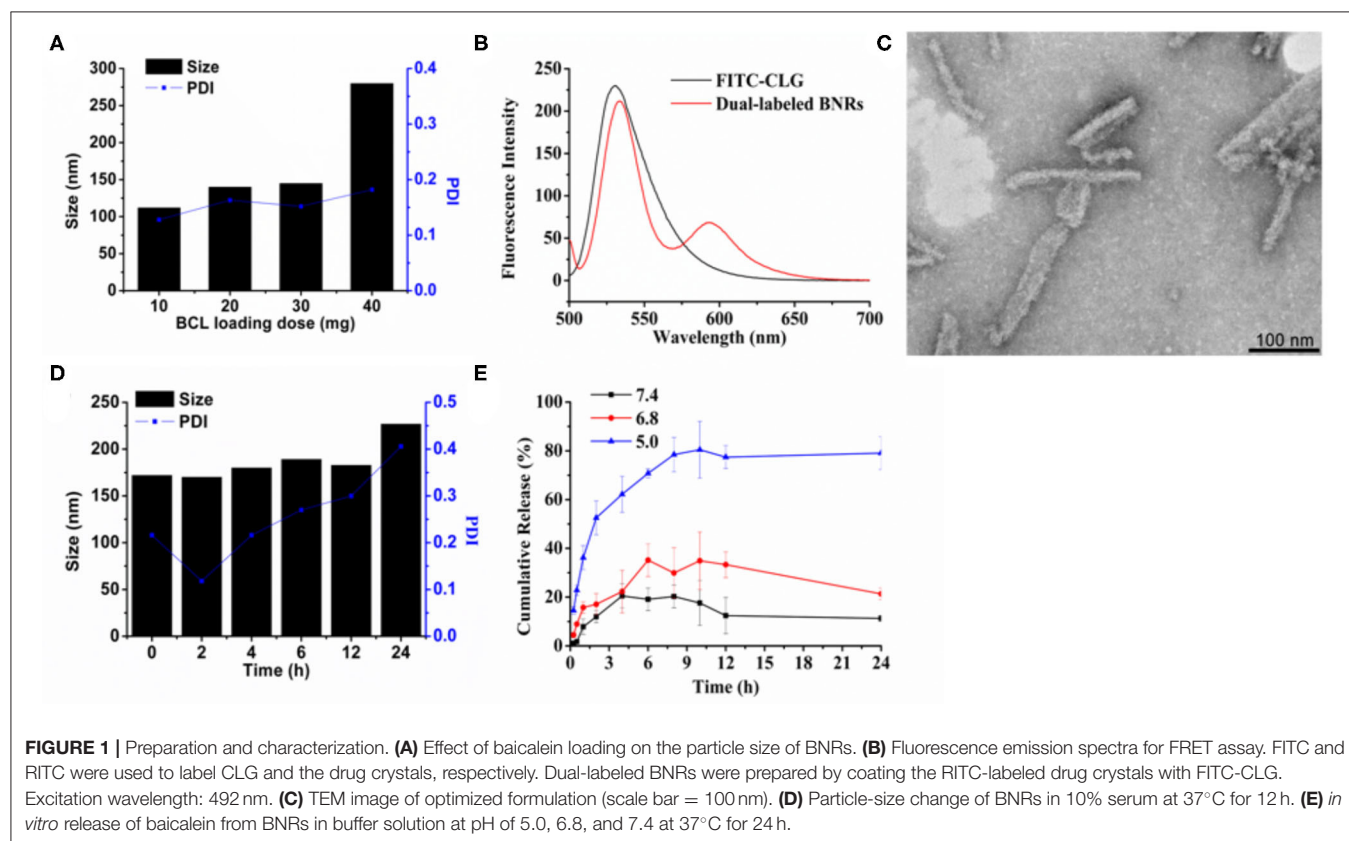 A
Size
PDI
300
250
200
150
100
50
0
0.4
0.3
0.2
0.1
0.0
Size (nm)
PDI
10 20 30 40
BCL loading dose (mg)
B
FITC-CLG
Dual-labeled BNRs
250
200
150
100
50
0
Fluorescence Intensity
500 550 600 650 700
Wavelength (nm)
C
100 nm
D
Size
PDI
250
200
150
100
50
0
0.5
0.4
0.3
0.2
0.1
0.0
Size (nm)
PDI
0 2 4 6 12 24
Time (h)
E
7.4
6.8
5.0
100
80
60
40
20
0
Cumulative Release (%)
0 3 6 9 12 15 18 21 24
Time (h)
FIGURE 1 | Preparation and characterization. (A) Effect of baicalein loading on the particle size of BNRs. (B) Fluorescence emission spectra for FRET assay. FITC and
RITC were used to label CLG and the drug crystals, respectively. Dual-labeled BNRs were prepared by coating the RITC-labeled drug crystals with FITC-CLG.
Excitation wavelength: 492 nm. (C) TEM image of optimized formulation (scale bar = 100 nm). (D) Particle-size change of BNRs in 10% serum at 37°C for 12 h. (E) in
vitro release of baicalein from BNRs in buffer solution at pH of 5.0, 6.8, and 7.4 at 37°C for 24 h.